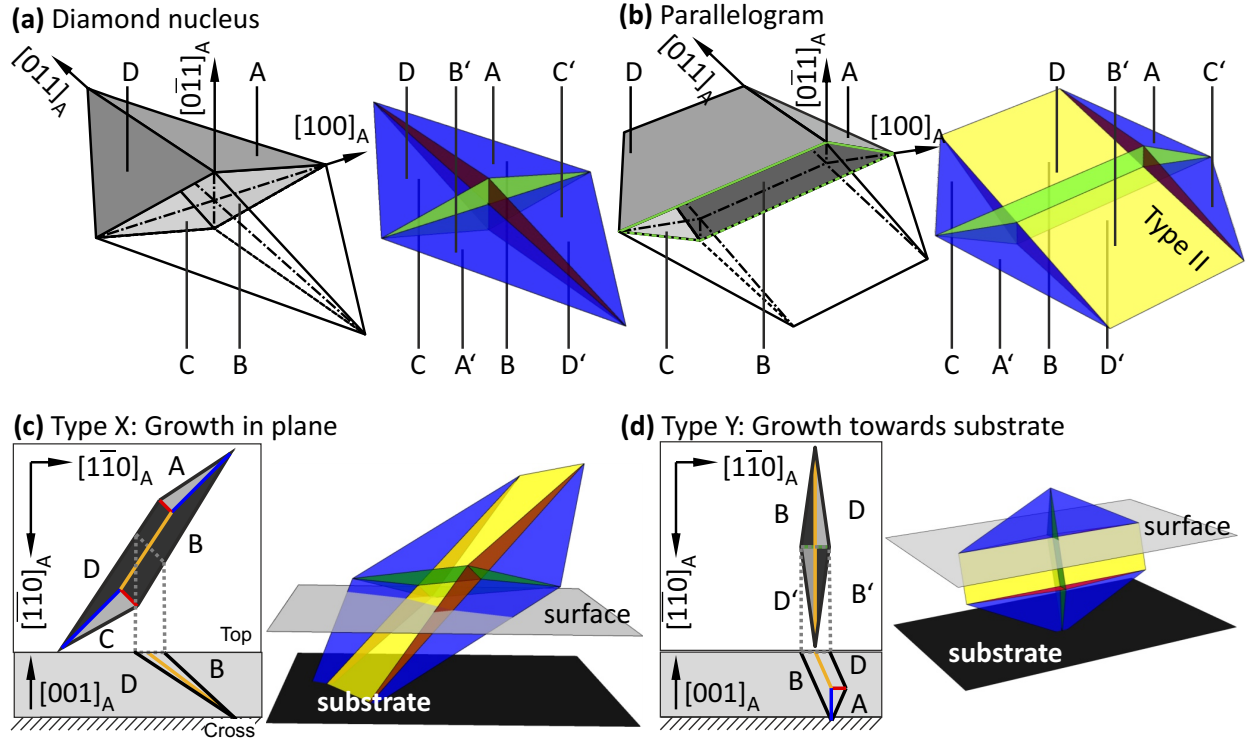 (a) Diamond nucleus
(b) Parallelogram
[011]A D [01̅1]A A [100]A
D B' A C'
C B
C A' B D'
D [011]A [01̅1]A A [100]A
D B' A C'
Type II
C B
C A' B D'
(c) Type X: Growth in plane
(d) Type Y: Growth towards substrate
[11̅0]A A
B
[1̅1̅0]A
D
C Top
D B
[001]A
Cross
surface
substrate
[11̅0]A
B D
[1̅1̅0]A
D' B'
D
B
A
[001]A
surface
substrate